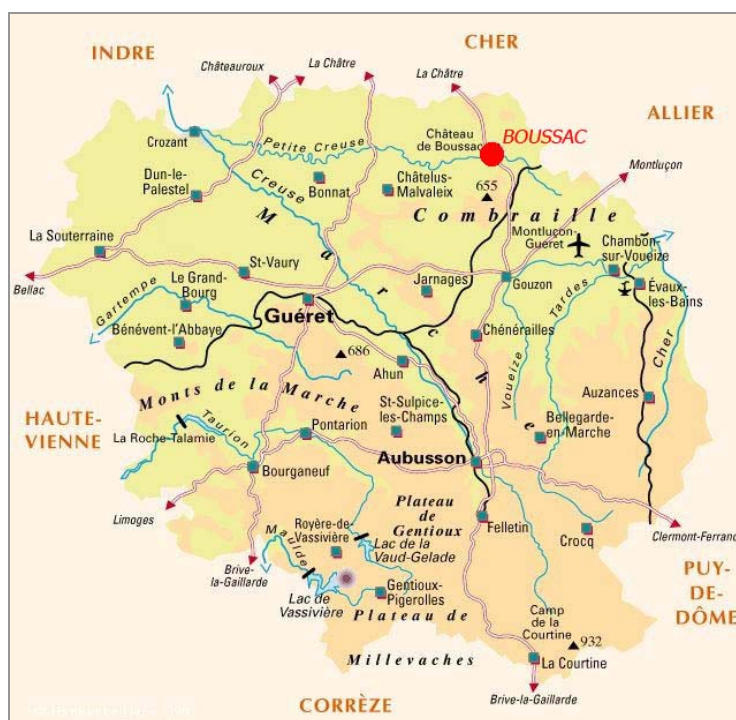 INDRE
CHER
ALLIER
Châteauroux
La Châtre
La Châtre
Montluçon
Crozant
Petite Creuse
Château
de Boussac
BOUSSAC
Dun-le-
Palestel
Creuse
Bonnat
Châtelus-
Malvaleix
655
Combraille
Marche
La Souterraine
Bellac
St-Vaury
Montluçon-
Guéret
Chambon-
sur-Voueize
Le Grand-
Bourg
Gartempe
Jarnages
Gouzon
Tardes
Évaux-
les-Bains
Guéret
Bénévent-l'Abbaye
Chénérailles
Voueize
Cher
686
Ahun
Monts de la Marche
St-Sulpice-
les-Champs
Auzances
HAUTE-
VIENNE
La Roche-Talamie
Taurion
Pontarion
Bellegarde-
en-Marche
Bourganeuf
Aubusson
Limoges
Plateau
de
Gentioux
Felletin
Crocq
Clermont-Ferrand
Royère-de-
Vassivière
Maulde
Lac de la
Vaud-Gelade
Brive-
la-Gaillarde
Lac de
Vassivière
Gentioux-
Pigerolles
PUY-
DE-
DÔME
Plateau de
Millevaches
Camp
de la
Courtine
932
La Courtine
Brive-la-Gaillarde
CORRÈZE